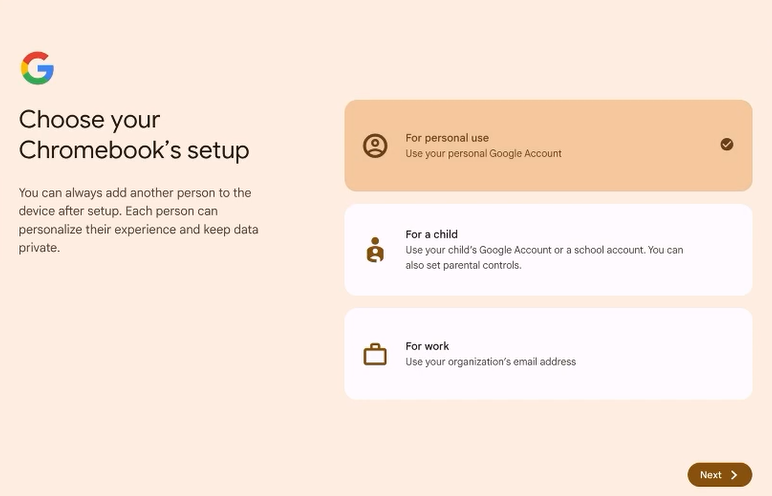 Choose your
Chromebook’s setup
You can always add another person to the
device after setup. Each person can
personalize their experience and keep data
private.
For personal use
Use your personal Google Account
For a child
Use your child’s Google Account or a school account. You can
also set parental controls.
For work
Use your organization’s email address
Next